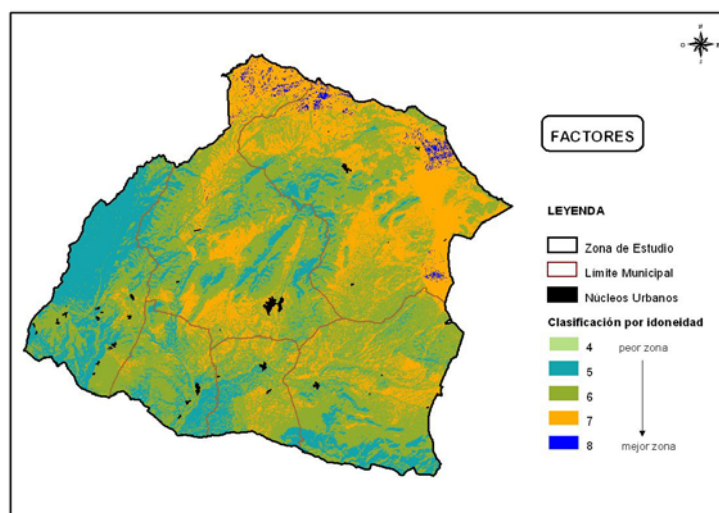 N
O
E
S
FACTORES
LEYENDA
Zona de Estudio
Límite Municipal
Núcleos Urbanos
Clasificación por idoneidad
4 peor zona
5
6
7
8 mejor zona